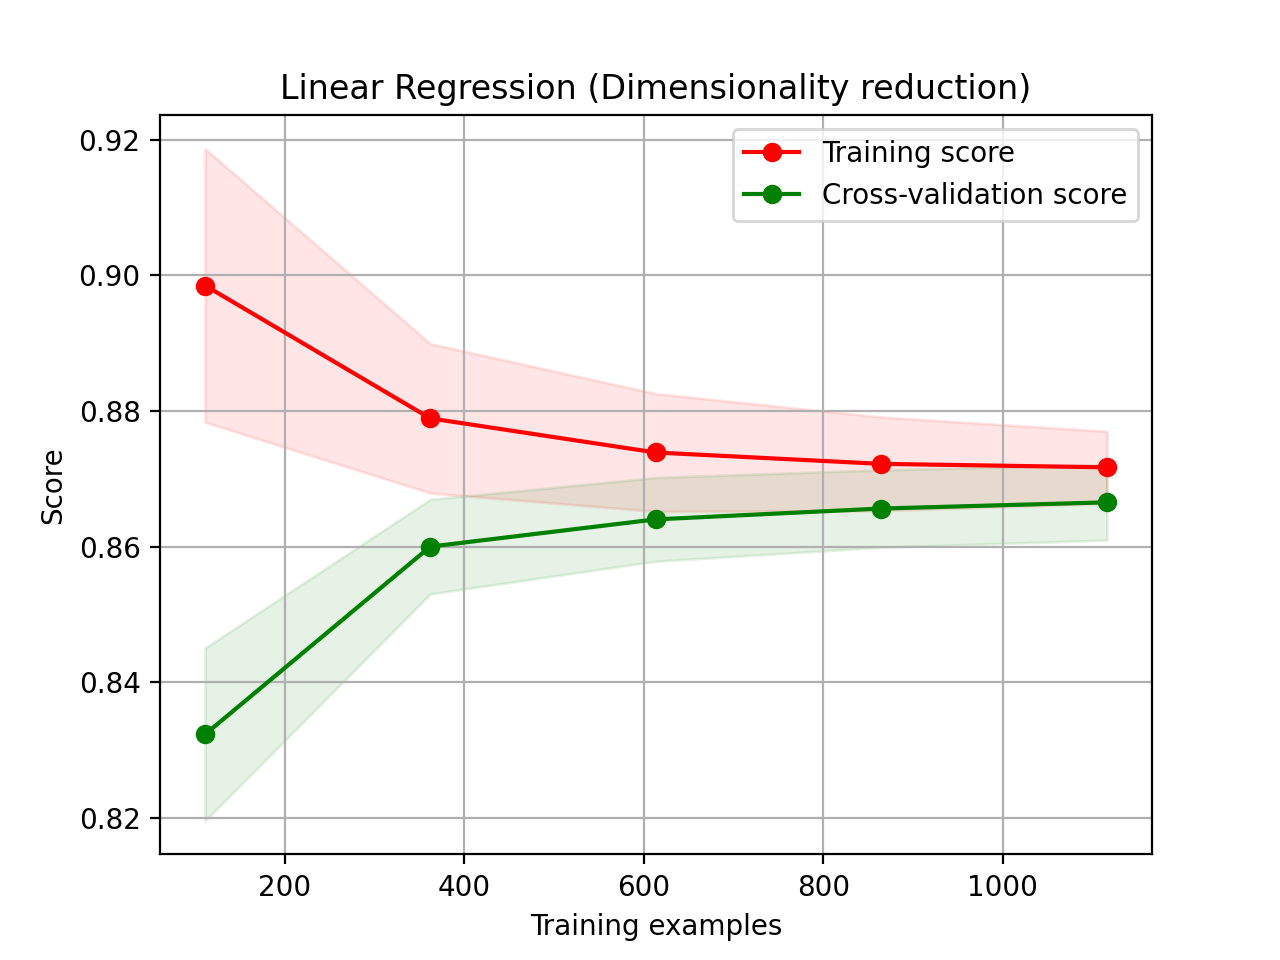 Linear Regression (Dimensionality reduction)
Training score
Cross-validation score
0.92
0.90
0.88
0.86
0.84
0.82
Score
200 400 600 800 1000
Training examples